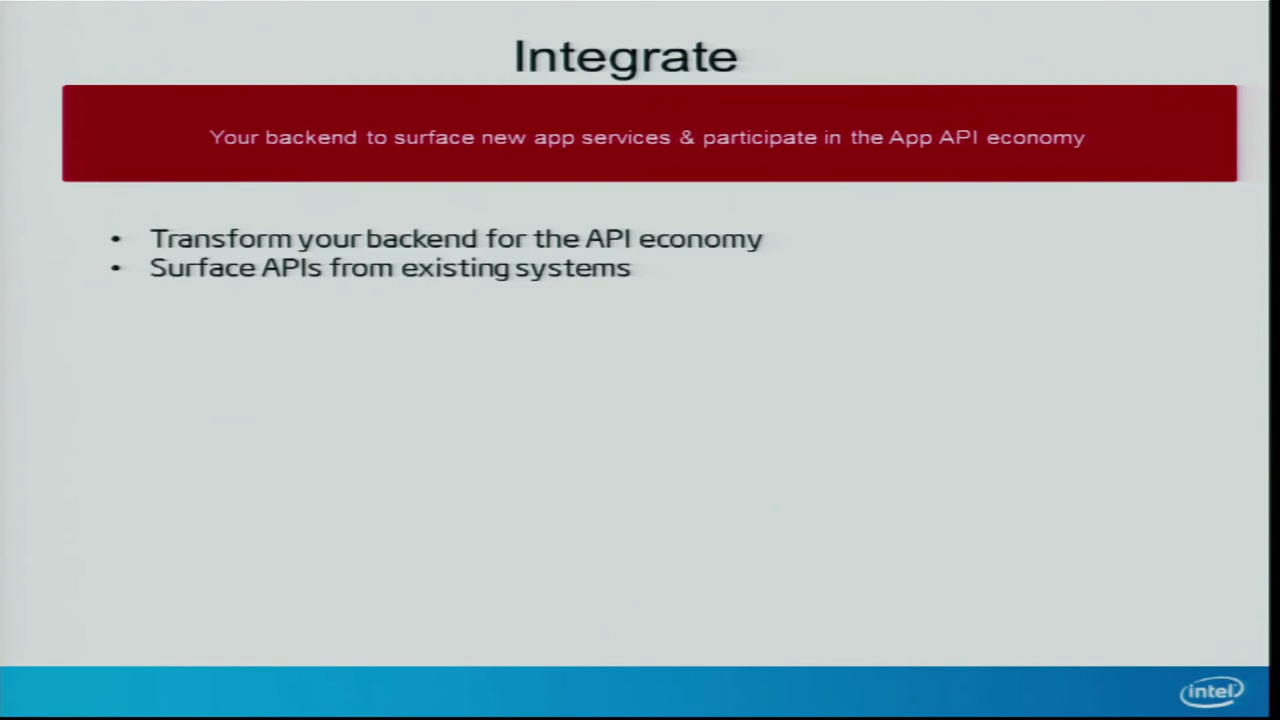 Integrate
Your backend to surface new app services & participate in the App API economy
• Transform your backend for the API economy
• Surface APIs from existing systems
intel